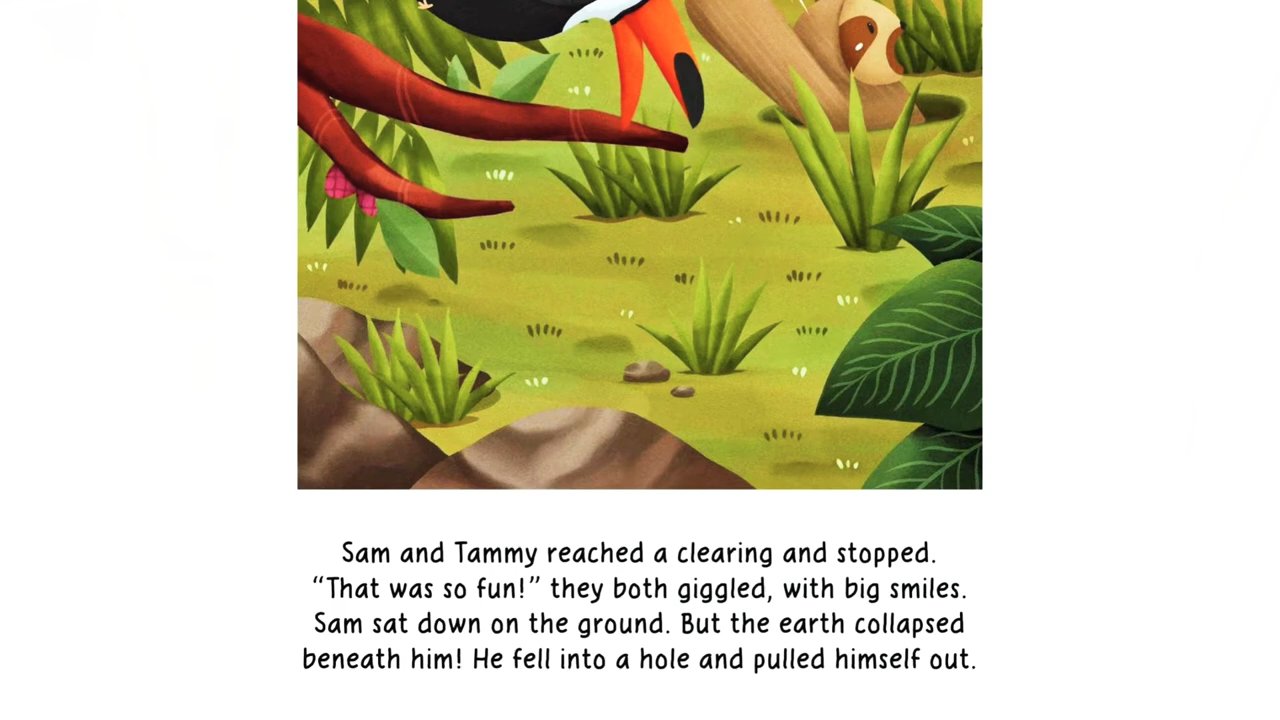 Sam and Tammy reached a clearing and stopped.
“That was so fun!” they both giggled, with big smiles.
Sam sat down on the ground. But the earth collapsed
beneath him! He fell into a hole and pulled himself out.